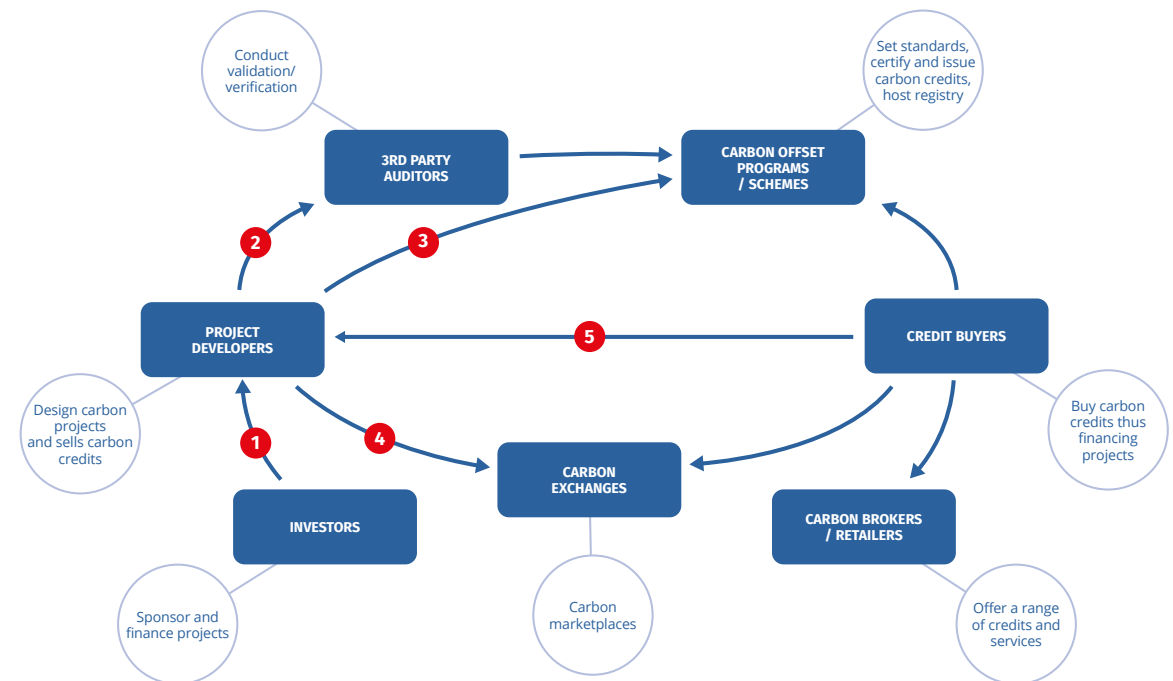 Conduct
validation/
verification
Set standards,
certify and issue
carbon credits,
host registry
3RD PARTY
AUDITORS
CARBON OFFSET
PROGRAMS
/ SCHEMES
2
3
PROJECT
DEVELOPERS
5
CREDIT BUYERS
Design carbon
projects
and sells carbon
credits
1
4
Buy carbon
credits thus
financing
projects
CARBON
EXCHANGES
INVESTORS
CARBON BROKERS
/ RETAILERS
Sponsor and
finance projects
Carbon
marketplaces
Offer a range
of credits and
services